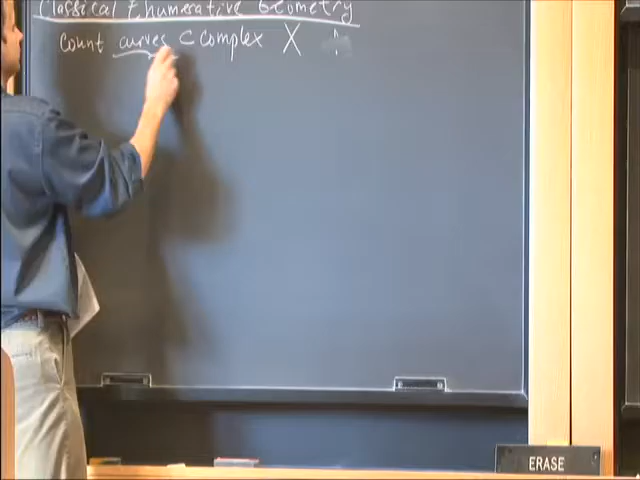 Classical Enumerative Geometry
Count curves ⊂ Complex X
ERASE